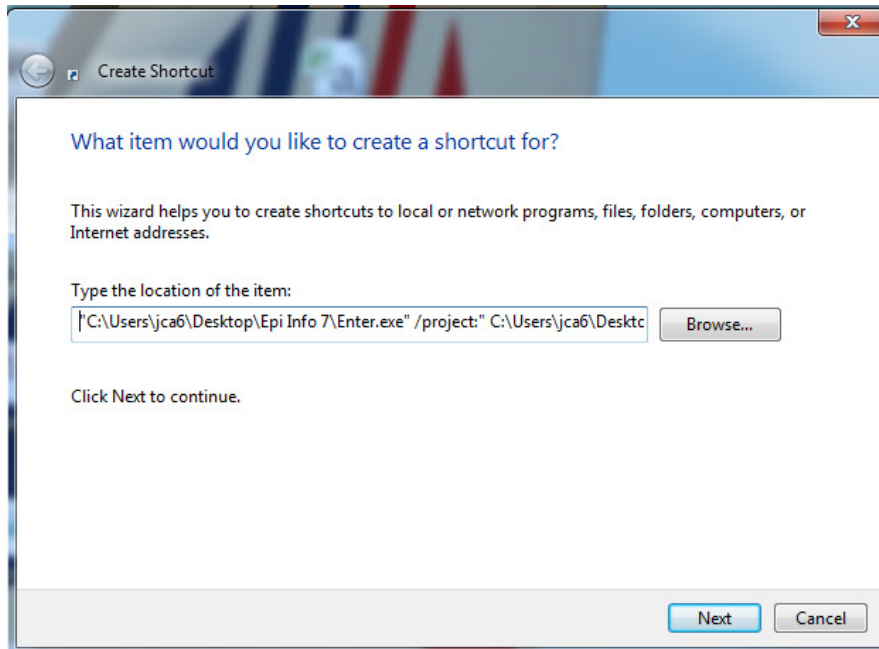 Create Shortcut
What item would you like to create a shortcut for?
This wizard helps you to create shortcuts to local or network programs, files, folders, computers, or
Internet addresses.
Type the location of the item:
"C:\Users\jca6\Desktop\Epi Info 7\Enter.exe" /project:" C:\Users\jca6\Desktc
Browse...
Click Next to continue.
Next
Cancel